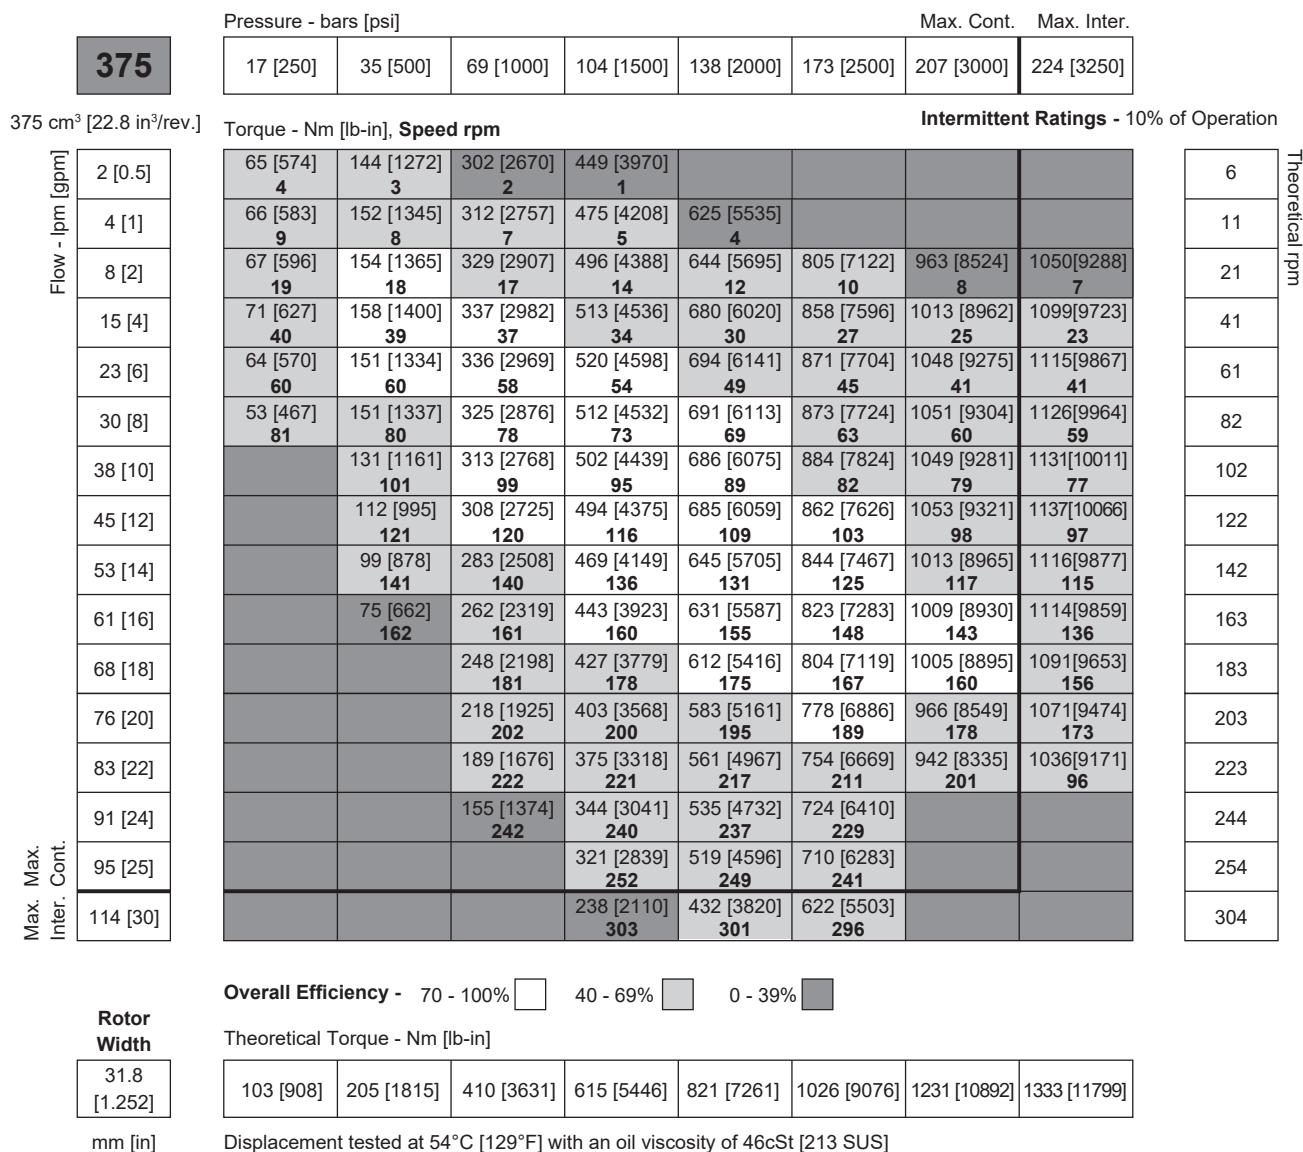 Pressure - bars [psi] Max. Cont. Max. Inter.
375 17 [250] 35 [500] 69 [1000] 104 [1500] 138 [2000] 173 [2500] 207 [3000] 224 [3250]
375 cm³ [22.8 in³/rev.] Torque - Nm [lb-in], Speed rpm Intermittent Ratings - 10% of Operation
Flow - lpm [gpm]
Theoretical rpm
2 [0.5] 65 [574] 144 [1272] 302 [2670] 449 [3970] 6
4 3 2 1
4 [1] 66 [583] 152 [1345] 312 [2757] 475 [4208] 625 [5535] 11
9 8 7 5 4
8 [2] 67 [596] 154 [1365] 329 [2907] 496 [4388] 644 [5695] 805 [7122] 963 [8524] 1050[9288] 21
19 18 17 14 12 10 8 7
15 [4] 71 [627] 158 [1400] 337 [2982] 513 [4536] 680 [6020] 858 [7596] 1013 [8962] 1099[9723] 41
40 39 37 34 30 27 25 23
23 [6] 64 [570] 151 [1334] 336 [2969] 520 [4598] 694 [6141] 871 [7704] 1048 [9275] 1115[9867] 61
60 60 58 54 49 45 41 41
30 [8] 53 [467] 151 [1337] 325 [2876] 512 [4532] 691 [6113] 873 [7724] 1051 [9304] 1126[9964] 82
81 80 78 73 69 63 60 59
38 [10] 131 [1161] 313 [2768] 502 [4439] 686 [6075] 884 [7824] 1049 [9281] 1131[10011] 102
101 99 95 89 82 79 77
45 [12] 112 [995] 308 [2725] 494 [4375] 685 [6059] 862 [7626] 1053 [9321] 1137[10066] 122
121 120 116 109 103 98 97
53 [14] 99 [878] 283 [2508] 469 [4149] 645 [5705] 844 [7467] 1013 [8965] 1116[9877] 142
141 140 136 131 125 117 115
61 [16] 75 [662] 262 [2319] 443 [3923] 631 [5587] 823 [7283] 1009 [8930] 1114[9859] 163
162 161 160 155 148 143 136
68 [18] 248 [2198] 427 [3779] 612 [5416] 804 [7119] 1005 [8895] 1091[9653] 183
181 178 175 167 160 156
76 [20] 218 [1925] 403 [3568] 583 [5161] 778 [6886] 966 [8549] 1071[9474] 203
202 200 195 189 178 173
83 [22] 189 [1676] 375 [3318] 561 [4967] 754 [6669] 942 [8335] 1036[9171] 223
222 221 217 211 201 96
91 [24] 155 [1374] 344 [3041] 535 [4732] 724 [6410] 244
242 240 237 229
Max. Cont. 95 [25] 321 [2839] 519 [4596] 710 [6283] 254
252 249 241
Max. Inter. 114 [30] 238 [2110] 432 [3820] 622 [5503] 304
303 301 296
Overall Efficiency - 70 - 100% 40 - 69% 0 - 39%
Rotor
Width Theoretical Torque - Nm [lb-in]
31.8
[1.252] 103 [908] 205 [1815] 410 [3631] 615 [5446] 821 [7261] 1026 [9076] 1231 [10892] 1333 [11799]
mm [in] Displacement tested at 54°C [129°F] with an oil viscosity of 46cSt [213 SUS]